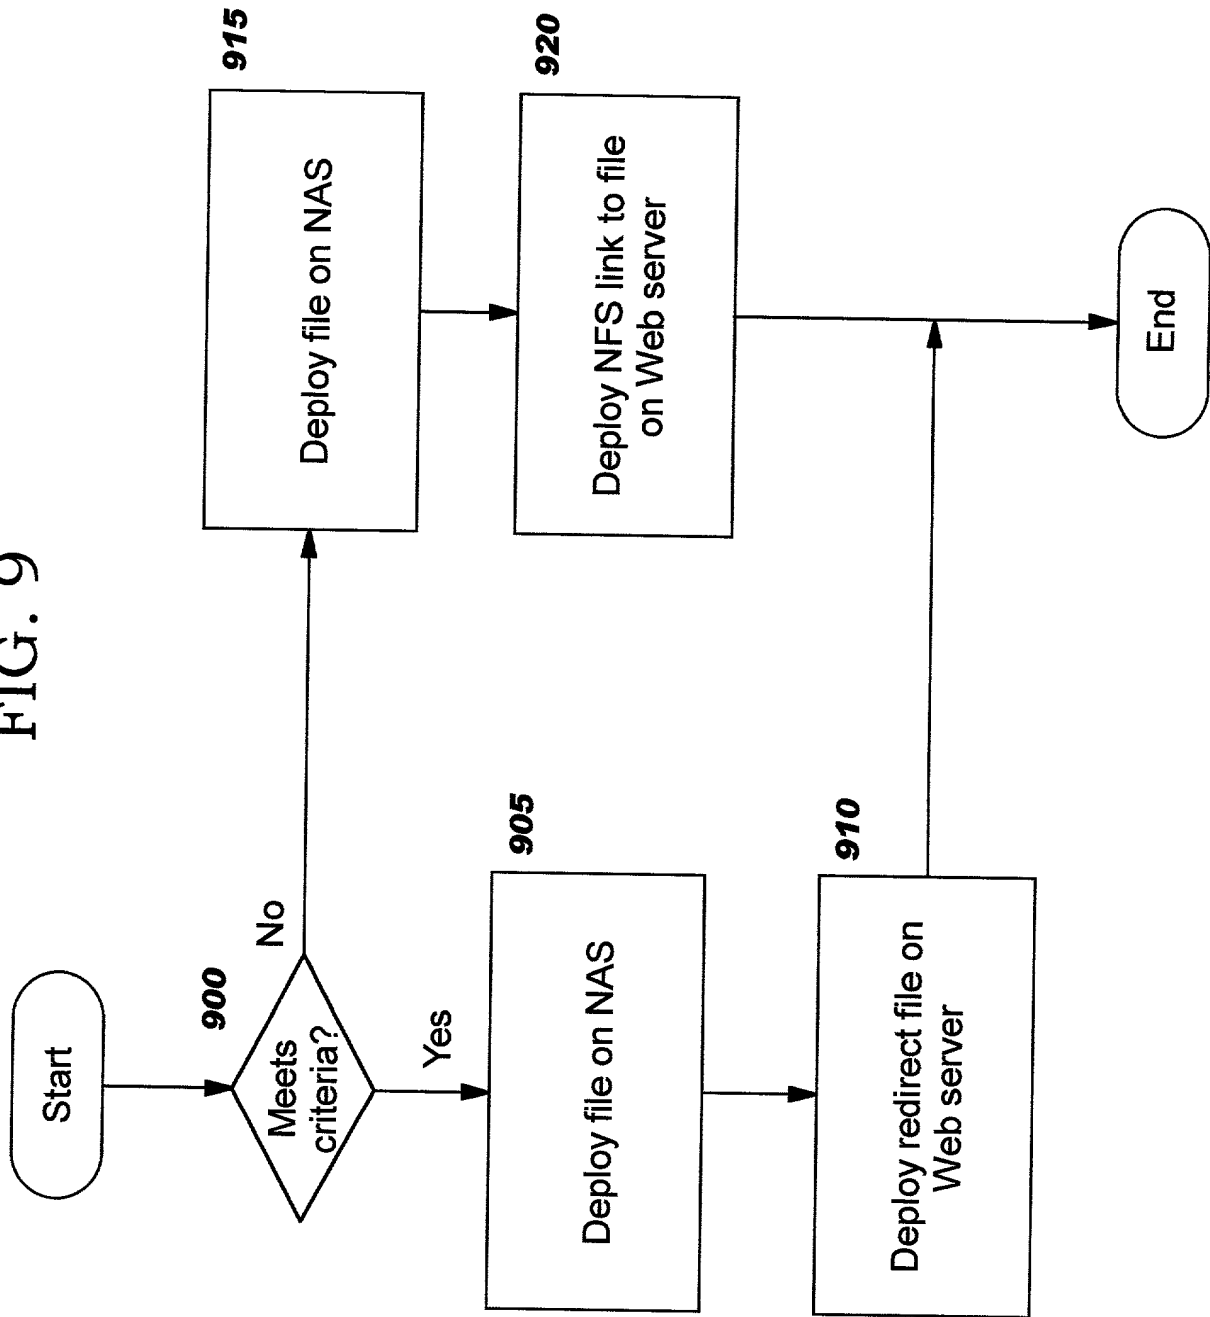 FIG. 9
Start
900
Meets
criteria?
No
Yes
915
Deploy file on NAS
905
Deploy file on NAS
920
Deploy NFS link to file
on Web server
910
Deploy redirect file on
Web server
End